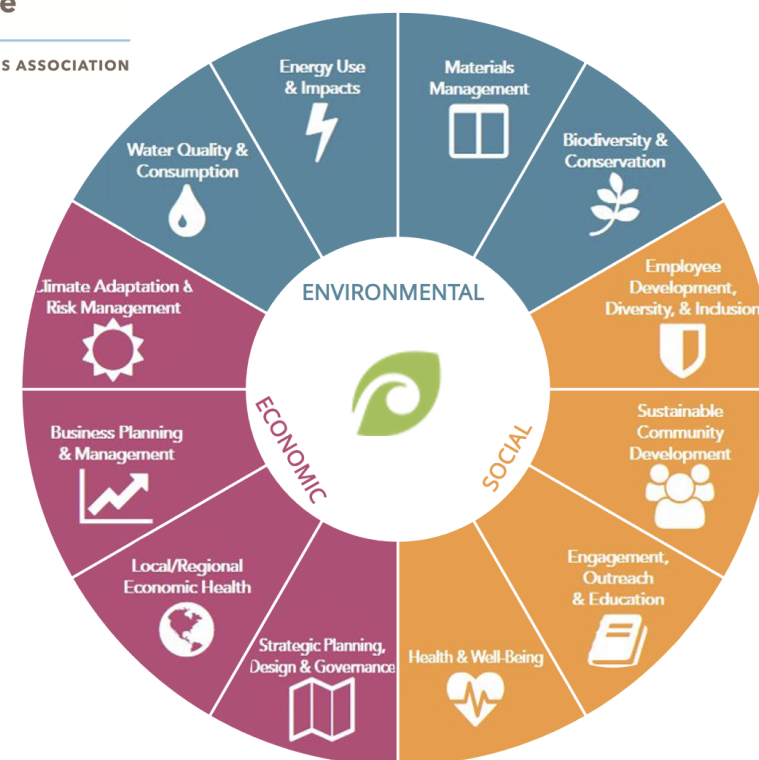 e
S ASSOCIATION
Energy Use
& Impacts
Materials
Management
Biodiversity &
Conservation
Water Quality &
Consumption
Employee
Development,
Diversity, & Inclusion
Climate Adaptation &
Risk Management
ENVIRONMENTAL
ECONOMIC
SOCIAL
Sustainable
Community
Development
Business Planning
& Management
Engagement,
Outreach
& Education
Local/Regional
Economic Health
Strategic Planning,
Design & Governance
Health & Well-Being